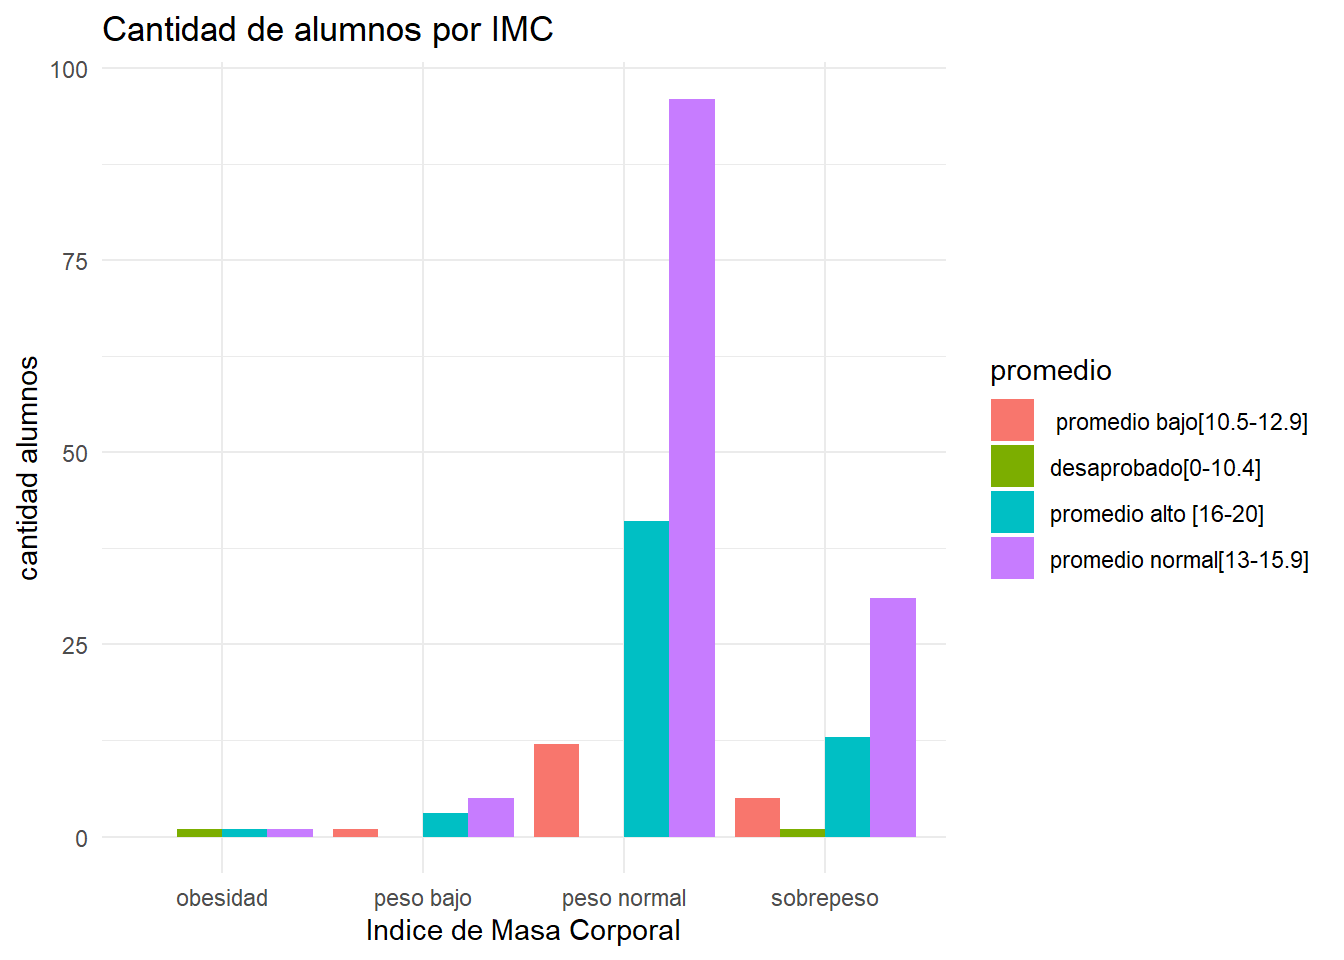 Cantidad de alumnos por IMC
100
75
50
25
0
cantidad alumnos
obesidad
peso bajo
peso normal
sobrepeso
Indice de Masa Corporal
promedio
promedio bajo[10.5-12.9]
desaprobado[0-10.4]
promedio alto [16-20]
promedio normal[13-15.9]